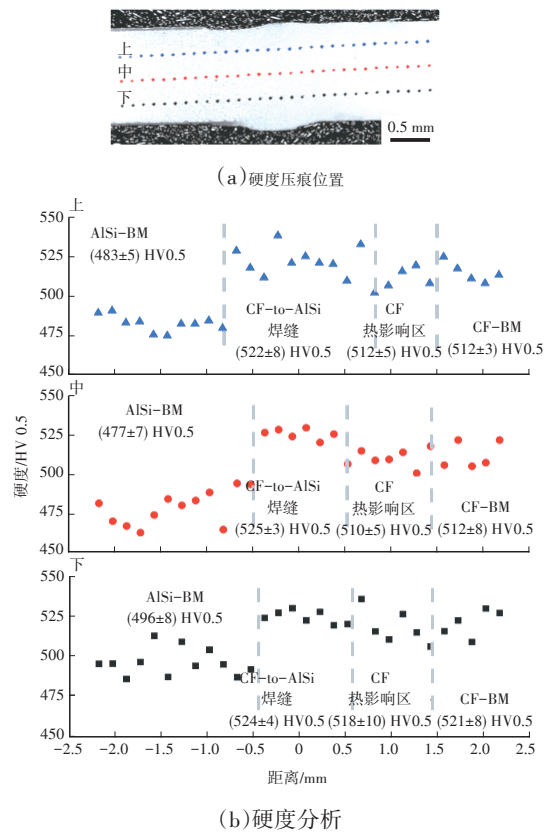 上
中
下
0.5 mm
(a)硬度压痕位置
上
550
525
500
475
450
AlSi-BM
(483±5) HV0.5
CF-to-AlSi
焊缝
(522±8) HV0.5
CF
热影响区
(512±5) HV0.5
CF-BM
(512±3) HV0.5
中
550
525
500
475
450
AlSi-BM
(477±7) HV0.5
CF-to-AlSi
焊缝
(525±3) HV0.5
CF
热影响区
(510±5) HV0.5
CF-BM
(512±8) HV0.5
硬度/HV 0.5
下
550
525
500
475
450
AlSi-BM
(496±8) HV0.5
CF-to-AlSi
焊缝
(524±4) HV0.5
CF
热影响区
(518±10) HV0.5
CF-BM
(521±8) HV0.5
−2.5 −2.0 −1.5 −1.0 −0.5 0 0.5 1.0 1.5 2.0 2.5
距离/mm
(b)硬度分析